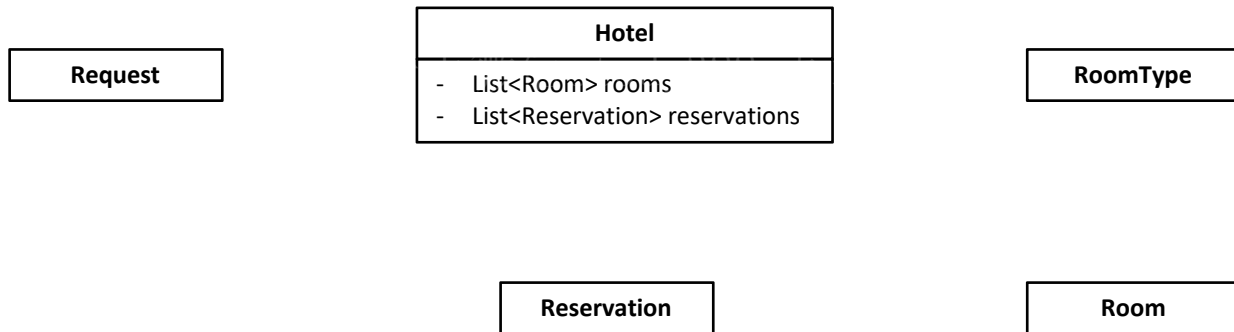 Hotel
Request
RoomType
- List<Room> rooms
- List<Reservation> reservations
Reservation
Room